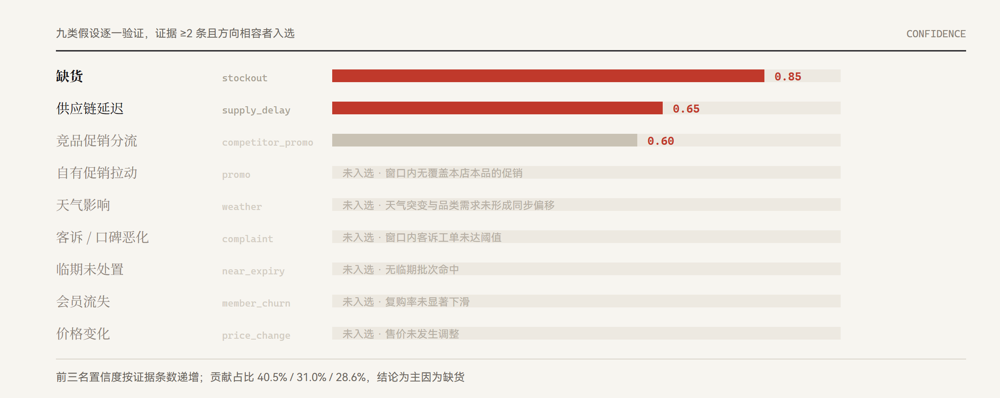 九类假设逐一验证，证据 ≥2 条且方向相容者入选 CONFIDENCE
缺货 stockout 0.85
供应链延迟 supply_delay 0.65
竞品促销分流 competitor_promo 0.60
自有促销拉动 promo 未入选 · 窗口内无覆盖本店本品的促销
天气影响 weather 未入选 · 天气突变与品类需求未形成同步偏移
客诉 / 口碑恶化 complaint 未入选 · 窗口内客诉工单未达阈值
临期未处置 near_expiry 未入选 · 无临期批次命中
会员流失 member_churn 未入选 · 复购率未显著下滑
价格变化 price_change 未入选 · 售价未发生调整
前三名置信度按证据条数递增；贡献占比 40.5% / 31.0% / 28.6%，结论为主因为缺货